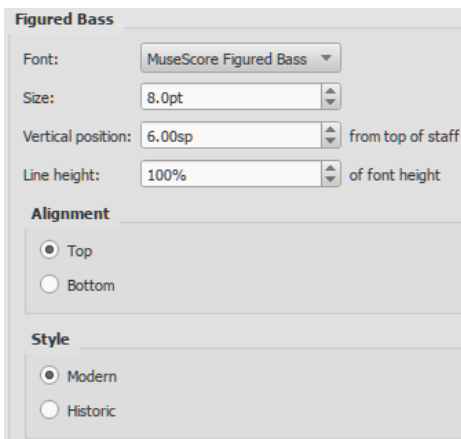 Figured Bass
Font: MuseScore Figured Bass
Size: 8.0pt
Vertical position: 6.00sp from top of staff
Line height: 100% of font height
Alignment
Top
Bottom
Style
Modern
Historic